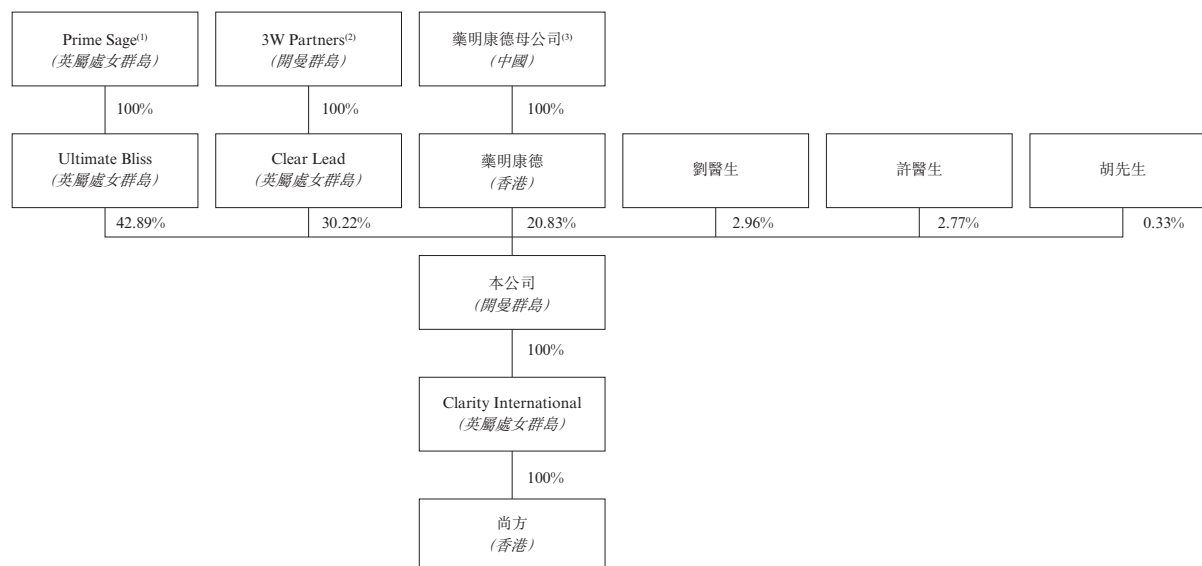 Prime Sage(1)
(英屬處女群島)
3W Partners(2)
(開曼群島)
藥明康德母公司(3)
(中國)
100%
100%
100%
Ultimate Bliss
(英屬處女群島)
Clear Lead
(英屬處女群島)
藥明康德
(香港)
劉醫生
許醫生
胡先生
42.89%
30.22%
20.83%
2.96%
2.77%
0.33%
本公司
(開曼群島)
100%
Clarity International
(英屬處女群島)
100%
尚方
(香港)